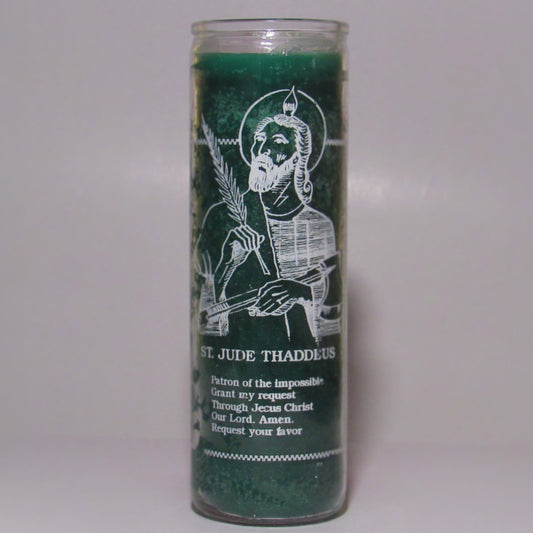 ST. JUDE THADDEUS
Patron of the impossible
Grant my request
Through Jesus Christ
Our Lord. Amen.
Request your favor